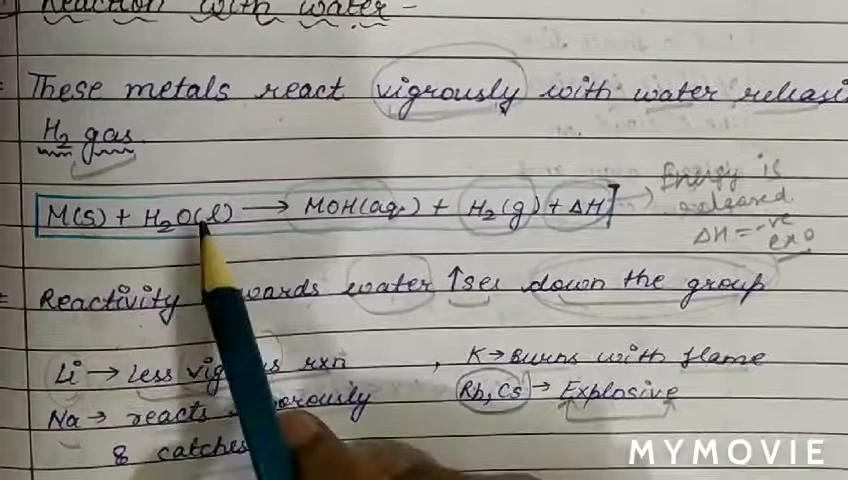 Reaction with water-
These metals react vigrously with water releasi
H₂ gas.
M(s) + H₂O(l) ⟶ MOH(aq.) + H₂(g) + ΔH] → Energy is
released
ΔH = -ve
exo
Reactivity wards water ↑ses down the group
Li → Less vig s rxn , K → Burns with flame
Na → reacts orously Rb, Cs → Explosive
& catches
MYMOVIE